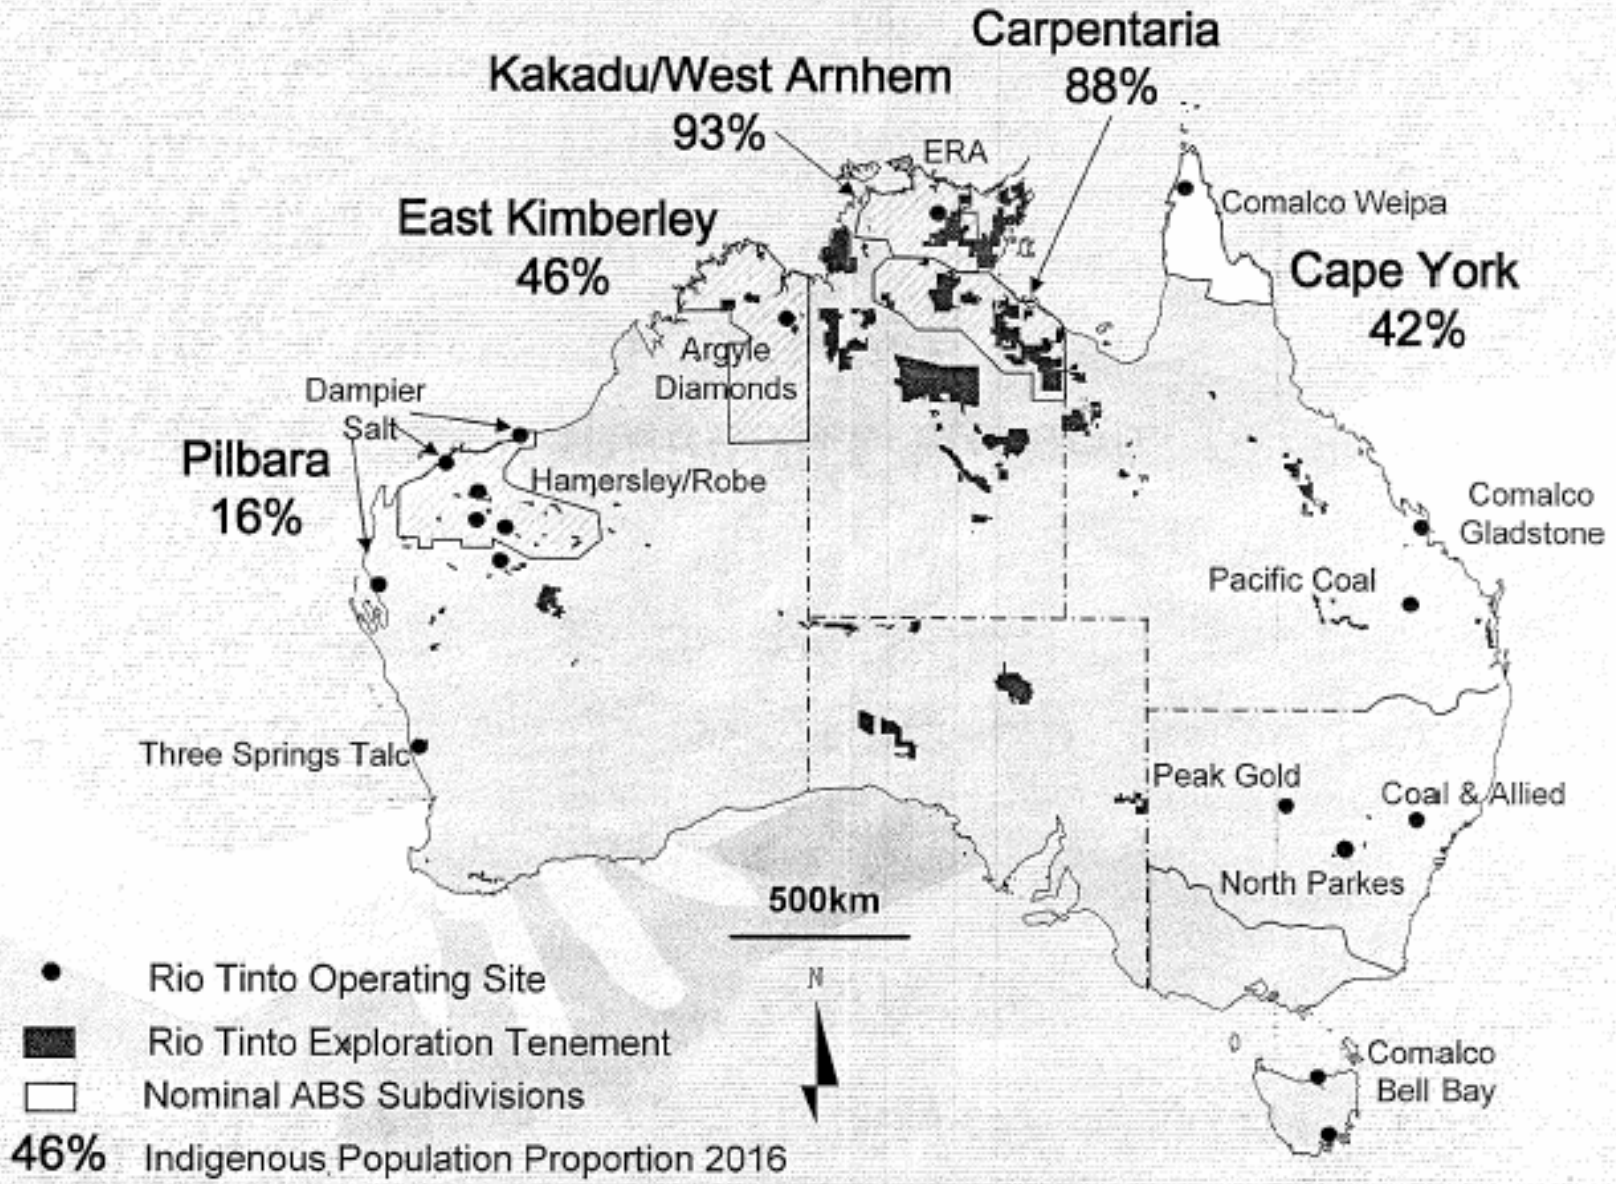 Carpentaria
88%
Kakadu/West Arnhem
93%
ERA
Comalco Weipa
East Kimberley
46%
Cape York
42%
Argyle
Diamonds
Dampier
Salt
Pilbara
16%
Hamersley/Robe
Comalco
Gladstone
Pacific Coal
Three Springs Talc
Peak Gold
Coal & Allied
North Parkes
500km
N
Rio Tinto Operating Site
Rio Tinto Exploration Tenement
Nominal ABS Subdivisions
46% Indigenous Population Proportion 2016
Comalco
Bell Bay